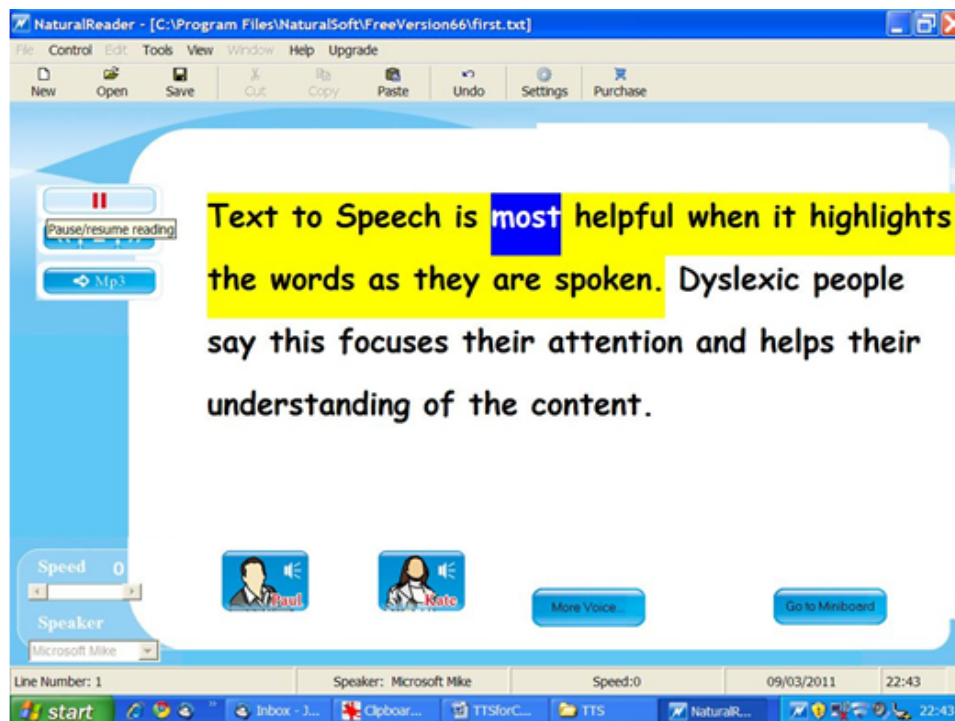 NaturalReader - [C:\Program Files\NaturalSoft\FreeVersion66\first.txt]
File Control Edit Tools View Window Help Upgrade
New Open Save Cut Copy Paste Undo Settings Purchase
Pause/resume reading
Mp3
Text to Speech is most helpful when it highlights
the words as they are spoken. Dyslexic people
say this focuses their attention and helps their
understanding of the content.
Speed 0
Speaker
Microsoft Mike
Paul
Kate
More Voice...
Go to Miniboard
Line Number: 1 Speaker: Microsoft Mike Speed:0 09/03/2011 22:43
start Inbox - J... Clipboar... TTSforC... TTS NaturalR... 22:43